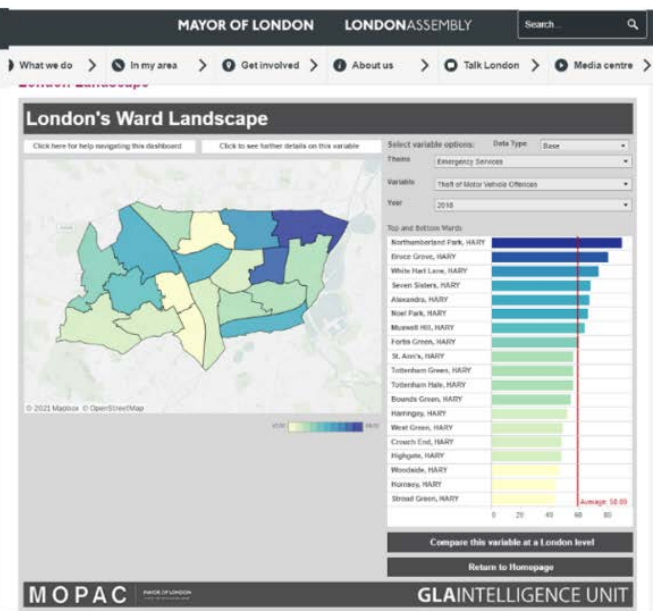 MAYOR OF LONDON LONDONASSEMBLY Search...
What we do In my area Get involved About us Talk London Media centre
London Landscape
London's Ward Landscape
Click here for help navigating this dashboard
Click to see further details on this variable
Select variable options: Data Type Base
Theme Emergency Services
Variable Theft of Motor Vehicle Offences
Year 2018
Top and Bottom Wards
Northumberland Park, HARY
Bruce Grove, HARY
White Hart Lane, HARY
Seven Sisters, HARY
Alexandra, HARY
Noel Park, HARY
Muswell Hill, HARY
Fortis Green, HARY
St. Ann's, HARY
Tottenham Green, HARY
Tottenham Hale, HARY
Bounds Green, HARY
Harringay, HARY
West Green, HARY
Crouch End, HARY
Highgate, HARY
Woodside, HARY
Hornsey, HARY
Stroud Green, HARY
Average: 58.89
0 20 40 60 80
© 2021 Mapbox © OpenStreetMap
Compare this variable at a London level
Return to Homepage
MOPAC MAYOR OF LONDON
GLAINTELLIGENCE UNIT